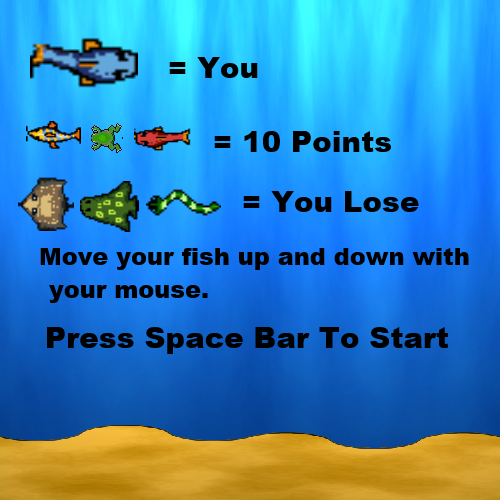 = You
= 10 Points
= You Lose
Move your fish up and down with
your mouse.
Press Space Bar To Start